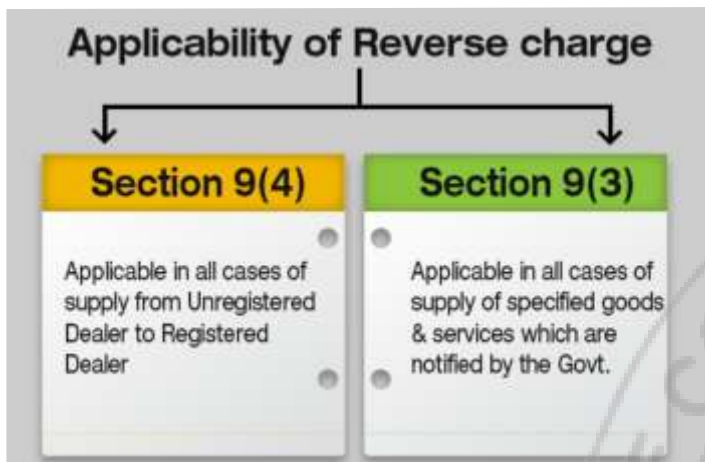 Applicability of Reverse charge
Section 9(4)
Applicable in all cases of
supply from Unregistered
Dealer to Registered
Dealer
Section 9(3)
Applicable in all cases of
supply of specified goods
& services which are
notified by the Govt.